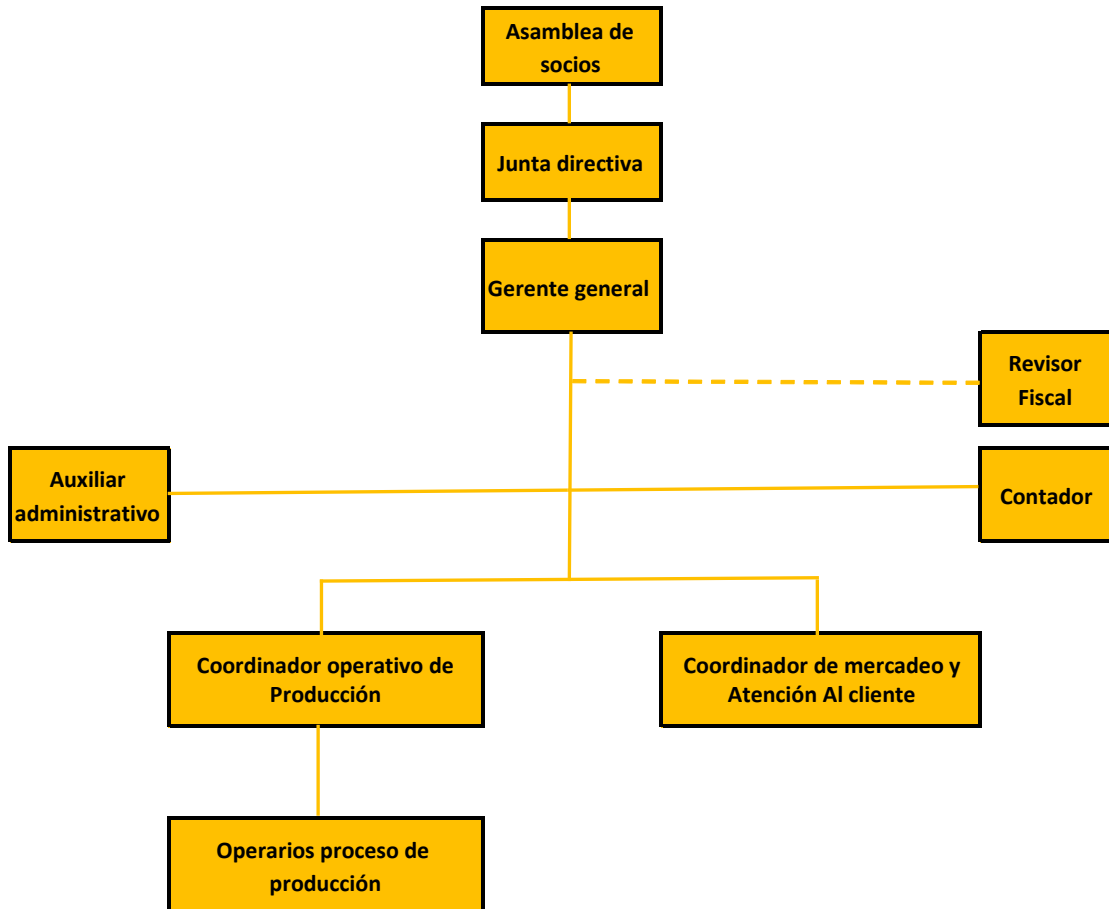 Asamblea de
socios
Junta directiva
Gerente general
Revisor
Fiscal
Auxiliar
administrativo
Contador
Coordinador operativo de
Producción
Coordinador de mercadeo y
Atención Al cliente
Operarios proceso de
producción